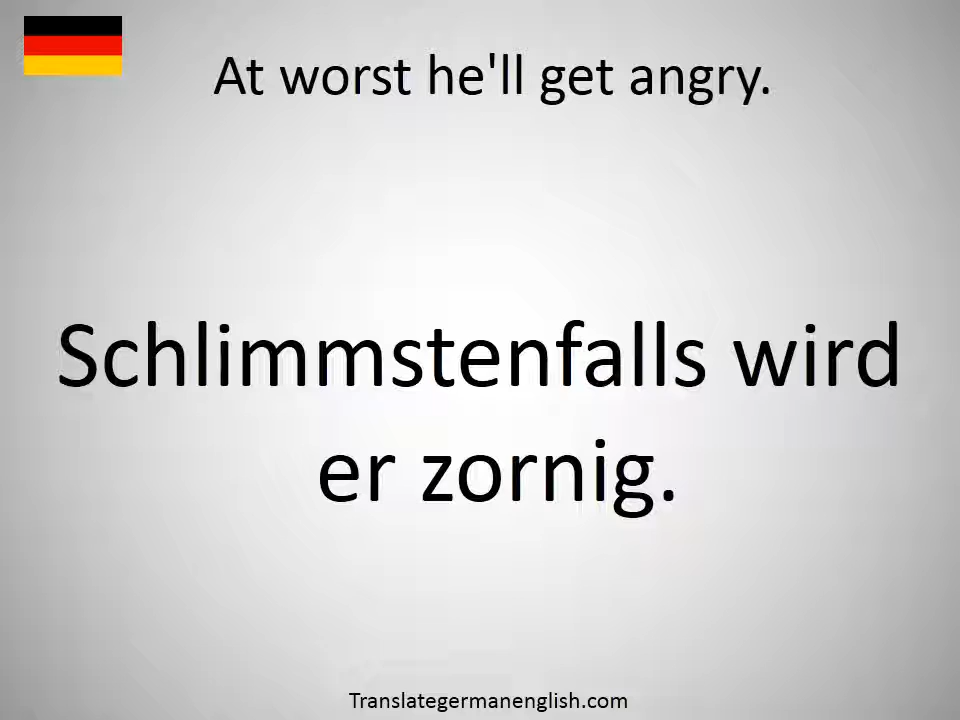 At worst he'll get angry.
Schlimmstenfalls wird
er zornig.
Translategermanenglish.com